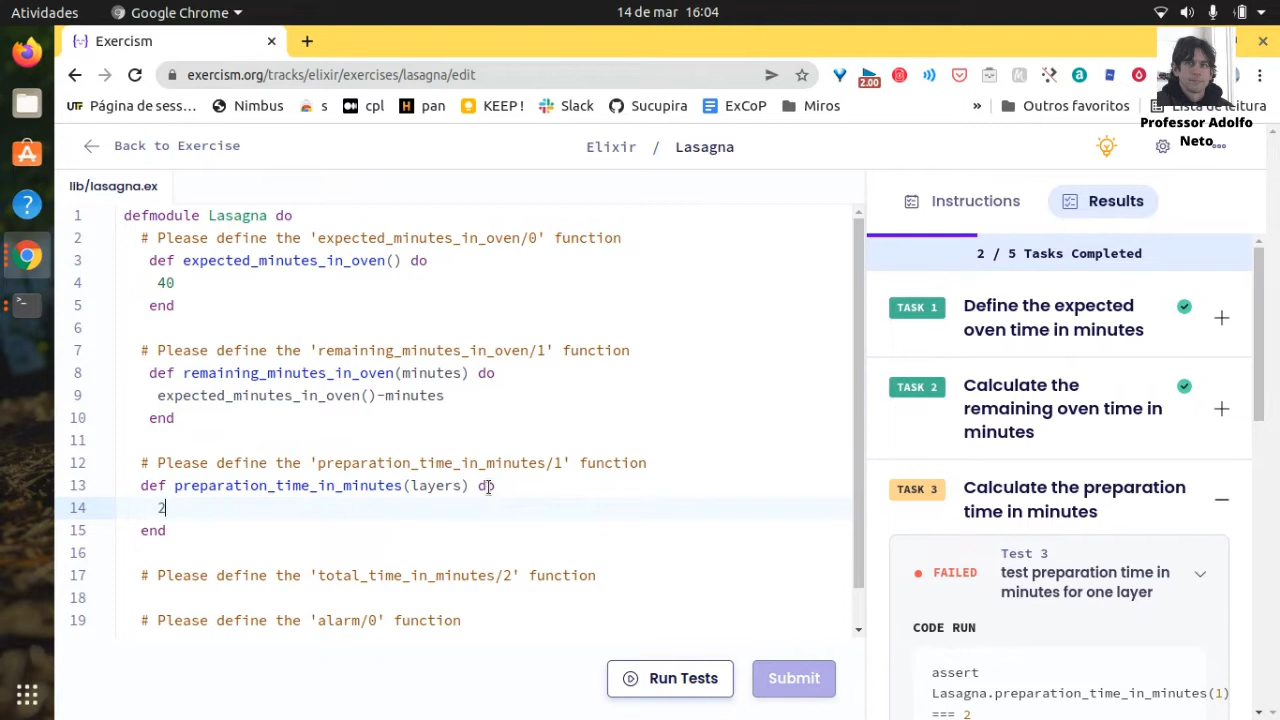 Atividades
Google Chrome
14 de mar 16:04
Exercism
exercism.org/tracks/elixir/exercises/lasagna/edit
2.00
UTF Página de sess…
Nimbus
s
cpl
pan
KEEP!
Slack
Sucupira
ExCoP
Miros
»
Outros favoritos
Lista de leitura
Professor Adolfo
Neto...
Back to Exercise
Elixir / Lasagna
lib/lasagna.ex
Instructions
Results
1 defmodule Lasagna do
2 # Please define the 'expected_minutes_in_oven/0' function
3 def expected_minutes_in_oven() do
4 40
5 end
6
7 # Please define the 'remaining_minutes_in_oven/1' function
8 def remaining_minutes_in_oven(minutes) do
9 expected_minutes_in_oven()-minutes
10 end
11
12 # Please define the 'preparation_time_in_minutes/1' function
13 def preparation_time_in_minutes(layers) do
14 2
15 end
16
17 # Please define the 'total_time_in_minutes/2' function
18
19 # Please define the 'alarm/0' function
2 / 5 Tasks Completed
TASK 1
Define the expected
oven time in minutes
TASK 2
Calculate the
remaining oven time in
minutes
TASK 3
Calculate the preparation
time in minutes
Test 3
FAILED
test preparation time in
minutes for one layer
CODE RUN
assert
Lasagna.preparation_time_in_minutes(1)
=== 2
Run Tests
Submit